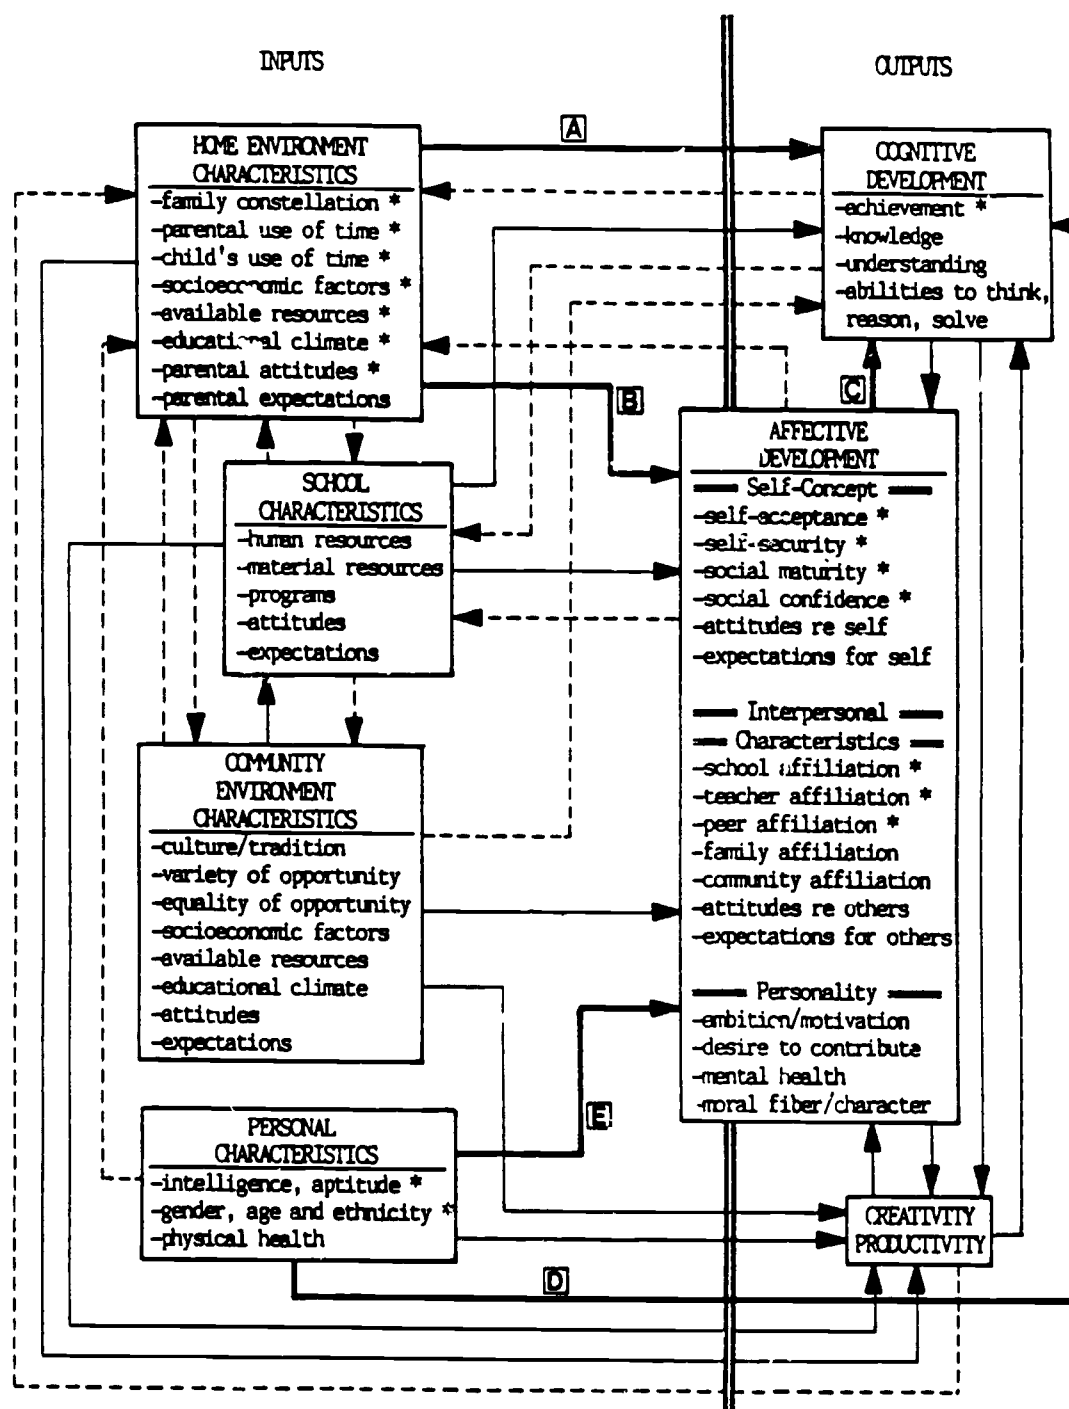 INPUTS
OUTPUTS
A
HOME ENVIRONMENT
CHARACTERISTICS
-family constellation *
-parental use of time *
-child's use of time *
-socioeconomic factors *
-available resources *
-educational climate *
-parental attitudes *
-parental expectations
COGNITIVE
DEVELOPMENT
-achievement *
-knowledge
-understanding
-abilities to think,
reason, solve
B
C
SCHOOL
CHARACTERISTICS
-human resources
-material resources
-programs
-attitudes
-expectations
AFFECTIVE
DEVELOPMENT
Self-Concept
-self-acceptance *
-self-security *
-social maturity *
-social confidence *
-attitudes re self
-expectations for self
Interpersonal
Characteristics
-school affiliation *
-teacher affiliation *
-peer affiliation *
-family affiliation
-community affiliation
-attitudes re others
-expectations for others
Personality
-ambition/motivation
-desire to contribute
-mental health
-moral fiber/character
COMMUNITY
ENVIRONMENT
CHARACTERISTICS
-culture/tradition
-variety of opportunity
-equality of opportunity
-socioeconomic factors
-available resources
-educational climate
-attitudes
-expectations
E
PERSONAL
CHARACTERISTICS
-intelligence, aptitude *
-gender, age and ethnicity *
-physical health
CREATIVITY
PRODUCTIVITY
D